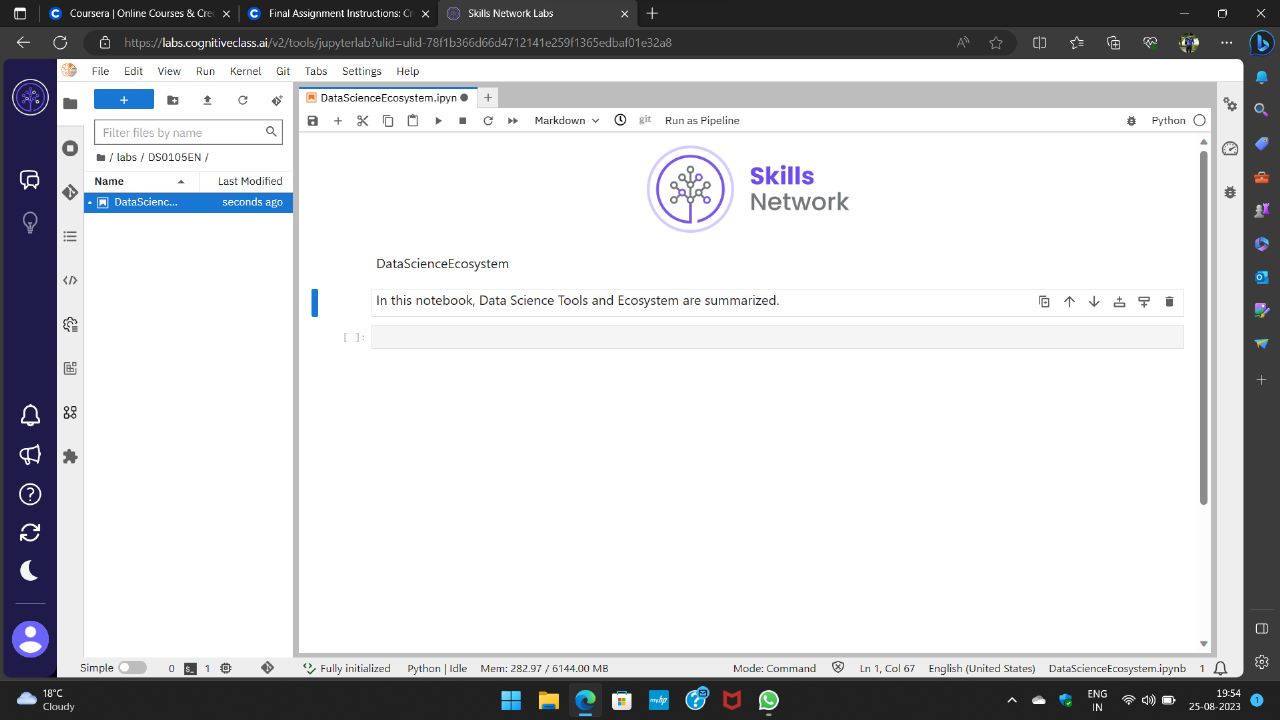 Coursera | Online Courses & Cre
Final Assignment Instructions: Cr
Skills Network Labs
https://labs.cognitiveclass.ai/v2/tools/jupyterlab?ulid=ulid-78f1b366d66d4712141e259f1365edbaf01e32a8
File Edit View Run Kernel Git Tabs Settings Help
DataScienceEcosystem.ipyn
Markdown git Run as Pipeline Python
Filter files by name
/ labs / DS0105EN /
Name Last Modified
DataScienc... seconds ago
Skills
Network
DataScienceEcosystem
In this notebook, Data Science Tools and Ecosystem are summarized.
[ ]:
Simple 0 1 Fully initialized Python | Idle Mem: 282.97 / 6144.00 MB Mode: Command Ln 1, Col 67 English (United States) DataScienceEcosystem.ipynb 1
18°C
Cloudy
ENG
IN
19:54
25-08-2023
1